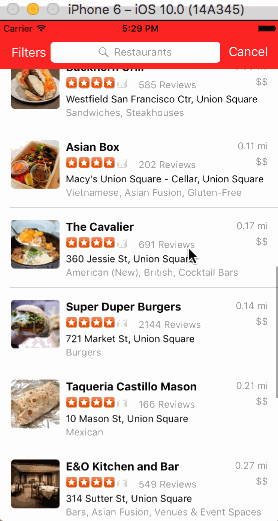 iPhone 6 – iOS 10.0 (14A345)
Carrier 5:29 PM
Filters Restaurants Cancel
585 Reviews $$
Westfield San Francisco Ctr, Union Square
Sandwiches, Steakhouses
Asian Box 0.11 mi
202 Reviews $$
Macy's Union Square - Cellar, Union Square
Vietnamese, Asian Fusion, Gluten-Free
The Cavalier 0.17 mi
691 Reviews $$
360 Jessie St, Union Square
American (New), British, Cocktail Bars
Super Duper Burgers 0.14 mi
2144 Reviews $$
721 Market St, Union Square
Burgers
Taqueria Castillo Mason 0.21 mi
166 Reviews $$
10 Mason St, Union Square
Mexican
E&O Kitchen and Bar 0.27 mi
549 Reviews $$
314 Sutter St, Union Square
Bars, Asian Fusion, Venues & Event Spaces